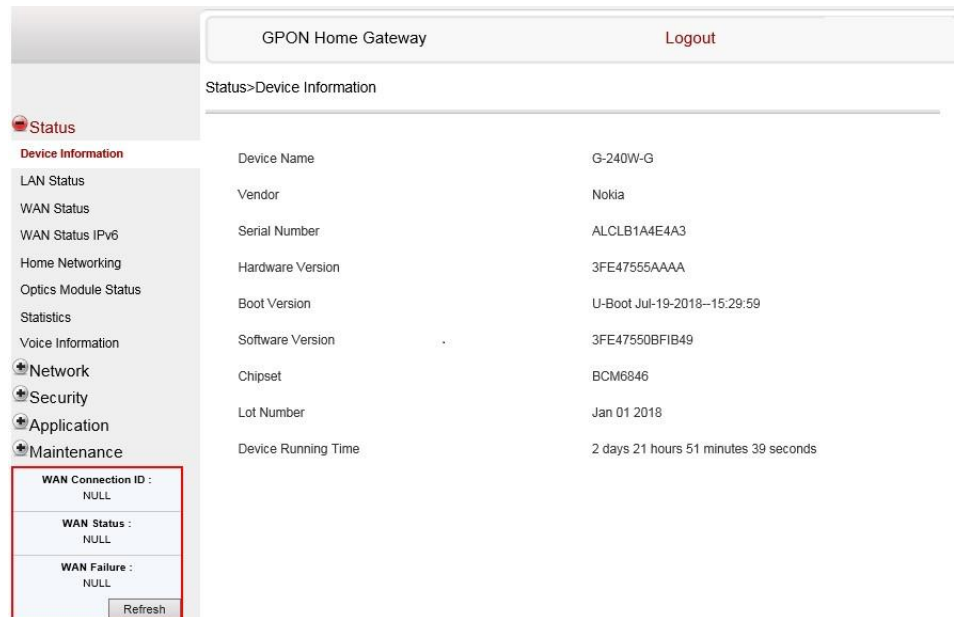 GPON Home Gateway
Logout
Status>Device Information
Status
Device Information
LAN Status
WAN Status
WAN Status IPv6
Home Networking
Optics Module Status
Statistics
Voice Information
Network
Security
Application
Maintenance
WAN Connection ID :
NULL
WAN Status :
NULL
WAN Failure :
NULL
Refresh
Device Name G-240W-G
Vendor Nokia
Serial Number ALCLB1A4E4A3
Hardware Version 3FE47555AAAA
Boot Version U-Boot Jul-19-2018--15:29:59
Software Version 3FE47550BFIB49
Chipset BCM6846
Lot Number Jan 01 2018
Device Running Time 2 days 21 hours 51 minutes 39 seconds